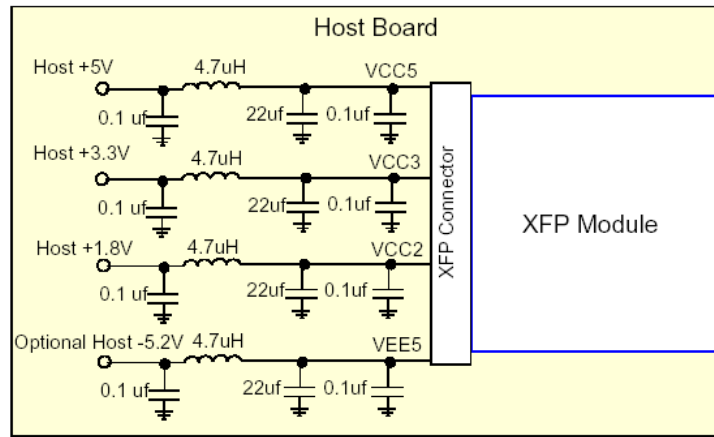 Host Board
Host +5V 4.7uH VCC5
0.1 uf 22uf 0.1uf
Host +3.3V 4.7uH VCC3
0.1 uf 22uf 0.1uf
XFP Connector
XFP Module
Host +1.8V 4.7uH VCC2
0.1 uf 22uf 0.1uf
Optional Host -5.2V 4.7uH VEE5
0.1 uf 22uf 0.1uf